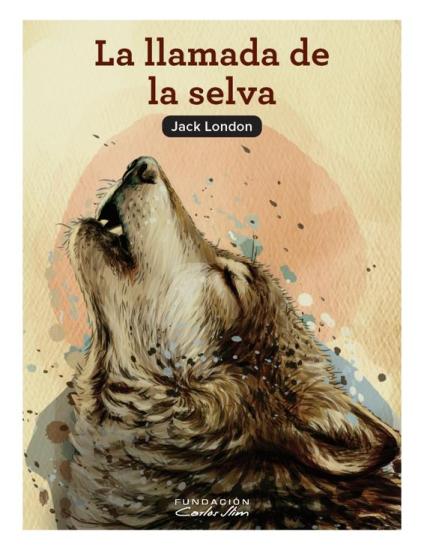 La llamada de
la selva
Jack London
FUNDACIÓN
Carlos Slim